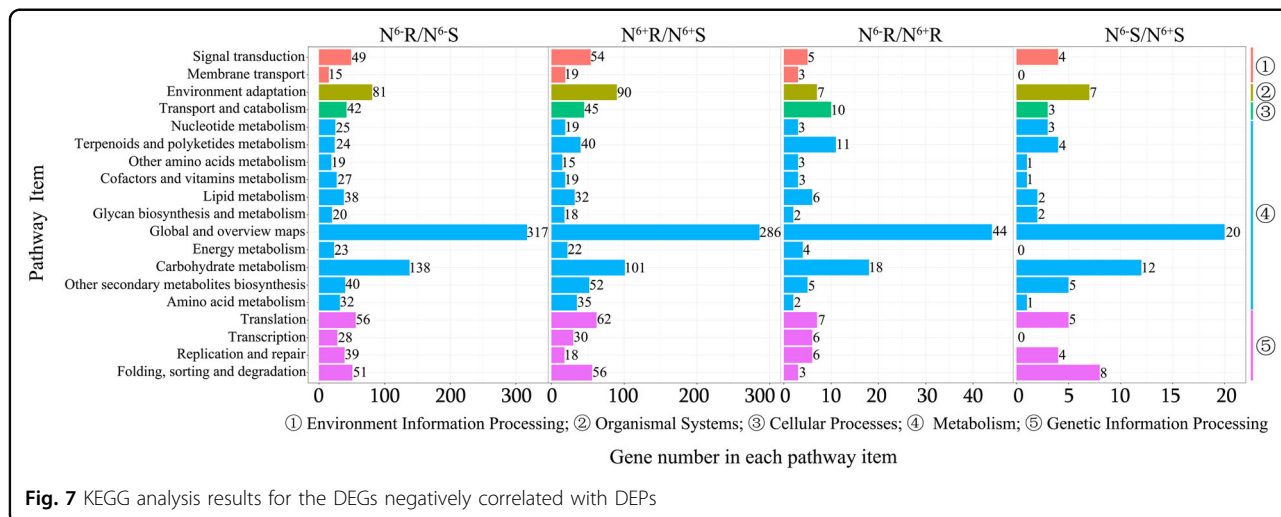 N⁶⁻R/N⁶⁻S N⁶⁺R/N⁶⁺S N⁶⁻R/N⁶⁺R N⁶⁻S/N⁶⁺S
Pathway Item
Signal transduction 49 54 5 4
Membrane transport 15 19 3 0
①
Environment adaptation 81 90 7 7 ②
Transport and catabolism 42 45 10 3 ③
Nucleotide metabolism 25 19 3 3
Terpenoids and polyketides metabolism 24 40 11 4
Other amino acids metabolism 19 15 3 1
Cofactors and vitamins metabolism 27 19 3 1
Lipid metabolism 38 32 6 2
Glycan biosynthesis and metabolism 20 18 2 2
④
Global and overview maps 317 286 44 20
Energy metabolism 23 22 4 0
Carbohydrate metabolism 138 101 18 12
Other secondary metabolites biosynthesis 40 52 5 5
Amino acid metabolism 32 35 2 1
Translation 56 62 7 5
Transcription 28 30 6 0
⑤
Replication and repair 39 18 6 4
Folding, sorting and degradation 51 56 3 8
0 100 200 300 0 100 200 300 0 10 20 30 40 0 5 10 15 20
① Environment Information Processing; ② Organismal Systems; ③ Cellular Processes; ④ Metabolism; ⑤ Genetic Information Processing
Gene number in each pathway item
Fig. 7 KEGG analysis results for the DEGs negatively correlated with DEPs